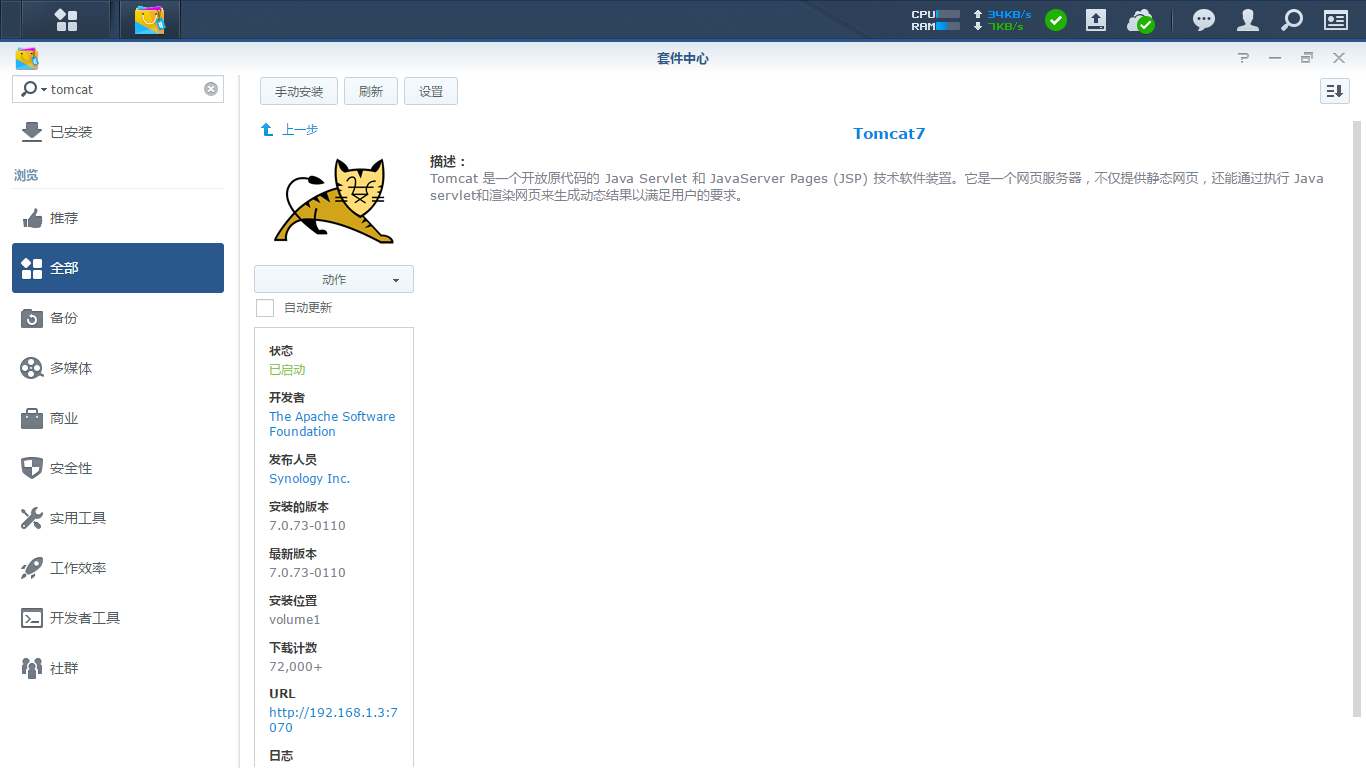 CPU
RAM
34KB/s
7KB/s
套件中心
tomcat
已安装
浏览
推荐
全部
备份
多媒体
商业
安全性
实用工具
工作效率
开发者工具
社群
手动安装
刷新
设置
上一步
Tomcat7
描述：
Tomcat 是一个开放原代码的 Java Servlet 和 JavaServer Pages (JSP) 技术软件装置。它是一个网页服务器，不仅提供静态网页，还能通过执行 Java
servlet和渲染网页来生成动态结果以满足用户的要求。
动作
自动更新
状态
已启动
开发者
The Apache Software
Foundation
发布人员
Synology Inc.
安装的版本
7.0.73-0110
最新版本
7.0.73-0110
安装位置
volume1
下载计数
72,000+
URL
http://192.168.1.3:7
070
日志